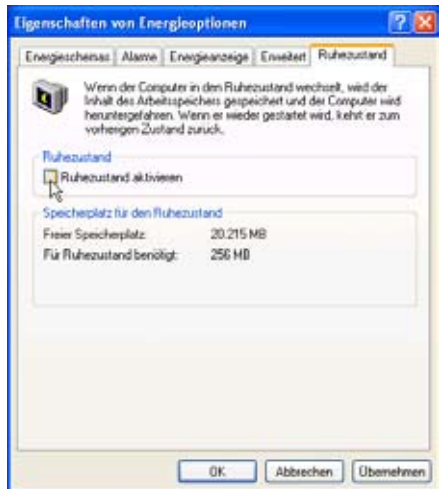 Eigenschaften von Energieoptionen
Energieschemas Alarme Energieanzeige Erweitert Ruhezustand
Wenn der Computer in den Ruhezustand wechselt, wird der
Inhalt des Arbeitsspeichers gespeichert und der Computer wird
heruntergefahren. Wenn er wieder gestartet wird, kehrt er zum
vorherigen Zustand zurück.
Ruhezustand
Ruhezustand aktivieren
Speicherplatz für den Ruhezustand
Freier Speicherplatz: 20.215 MB
Für Ruhezustand benötigt: 256 MB
OK Abbrechen Übernehmen